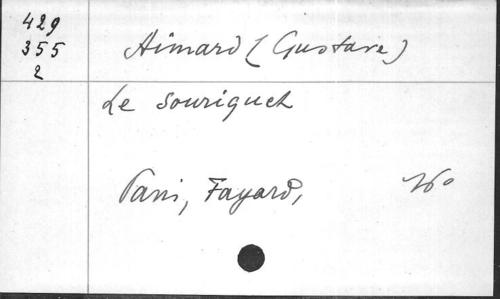 429
355
2
Aimard (Gustave)
Le Souriquet
Paris, Fayard, 16°